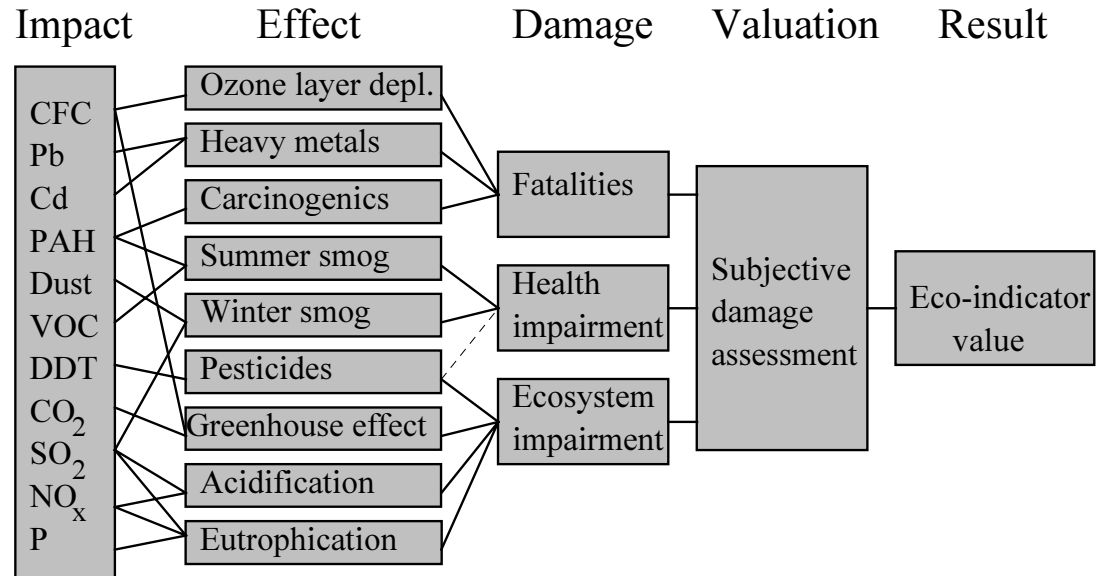 Impact
Effect
Damage
Valuation
Result
CFC
Pb
Cd
PAH
Dust
VOC
DDT
CO2
SO2
NOx
P
Ozone layer depl.
Heavy metals
Carcinogenics
Summer smog
Winter smog
Pesticides
Greenhouse effect
Acidification
Eutrophication
Fatalities
Health
impairment
Ecosystem
impairment
Subjective
damage
assessment
Eco-indicator
value